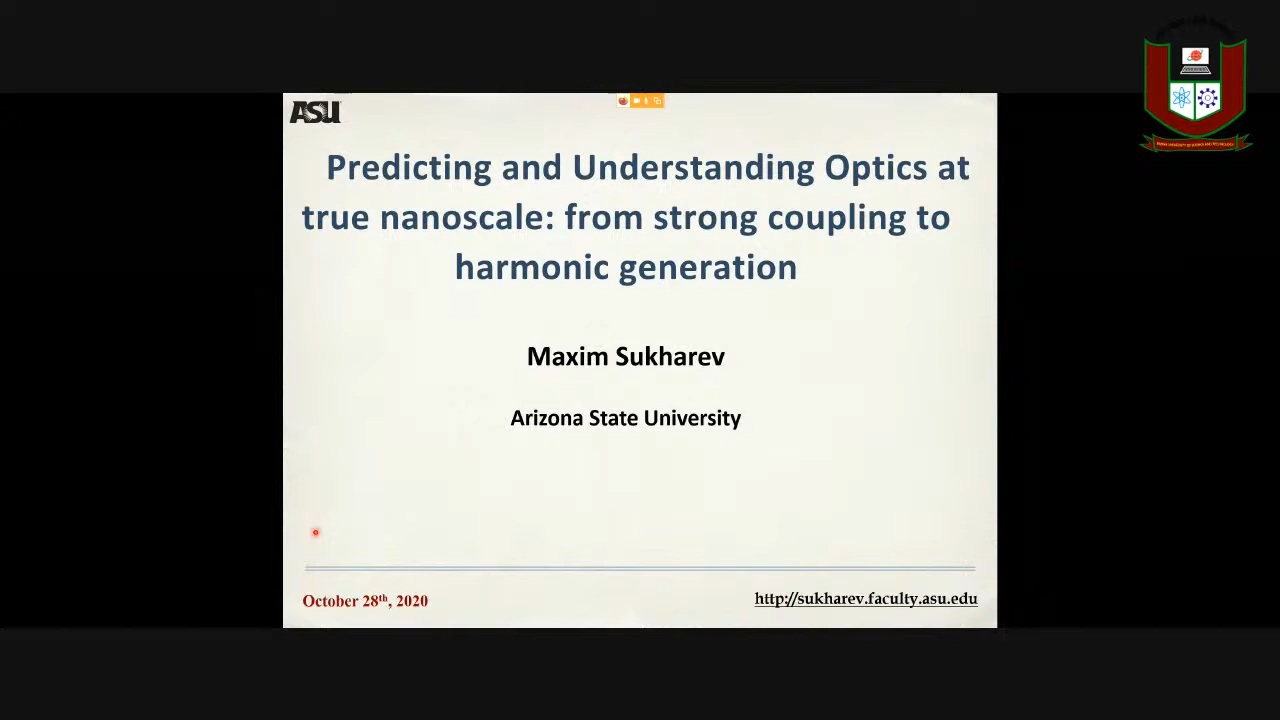 ASU
Predicting and Understanding Optics at
true nanoscale: from strong coupling to
harmonic generation
Maxim Sukharev
Arizona State University
October 28th, 2020
http://sukharev.faculty.asu.edu